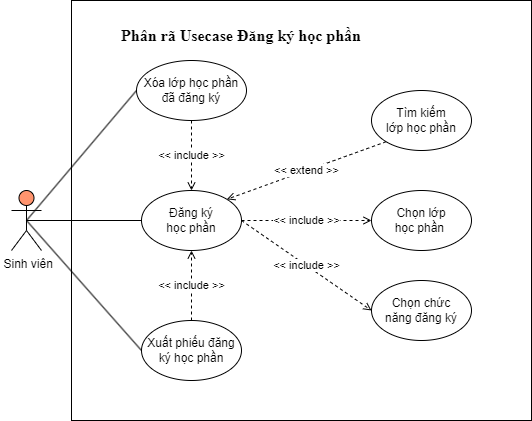 Phân rã Usecase Đăng ký học phần
Xóa lớp học phần
đã đăng ký
Tìm kiếm
lớp học phần
<< include >>
<< extend >>
Đăng ký
học phần
<< include >>
Chọn lớp
học phần
Sinh viên
<< include >>
<< include >>
Chọn chức
năng đăng ký
Xuất phiếu đăng
ký học phần